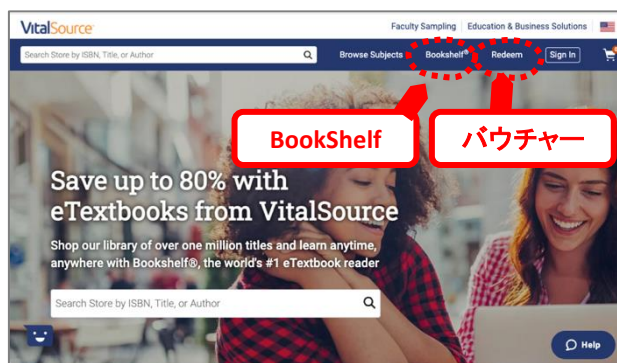 VitalSource
Faculty Sampling Education & Business Solutions
Search Store by ISBN, Title, or Author
Browse Subjects Bookshelf® Redeem Sign In
BookShelf バウチャー
Save up to 80% with
eTextbooks from VitalSource
Shop our library of over one million titles and learn anytime,
anywhere with Bookshelf®, the world's #1 eTextbook reader
Search Store by ISBN, Title, or Author
Help